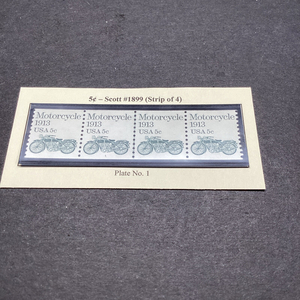 5¢ – Scott #1899 (Strip of 4)
Motorcycle Motorcycle Motorcycle Motorcycle
1913 1913 1913 1913
USA 5c USA 5c USA 5c USA 5c
Plate No. 1